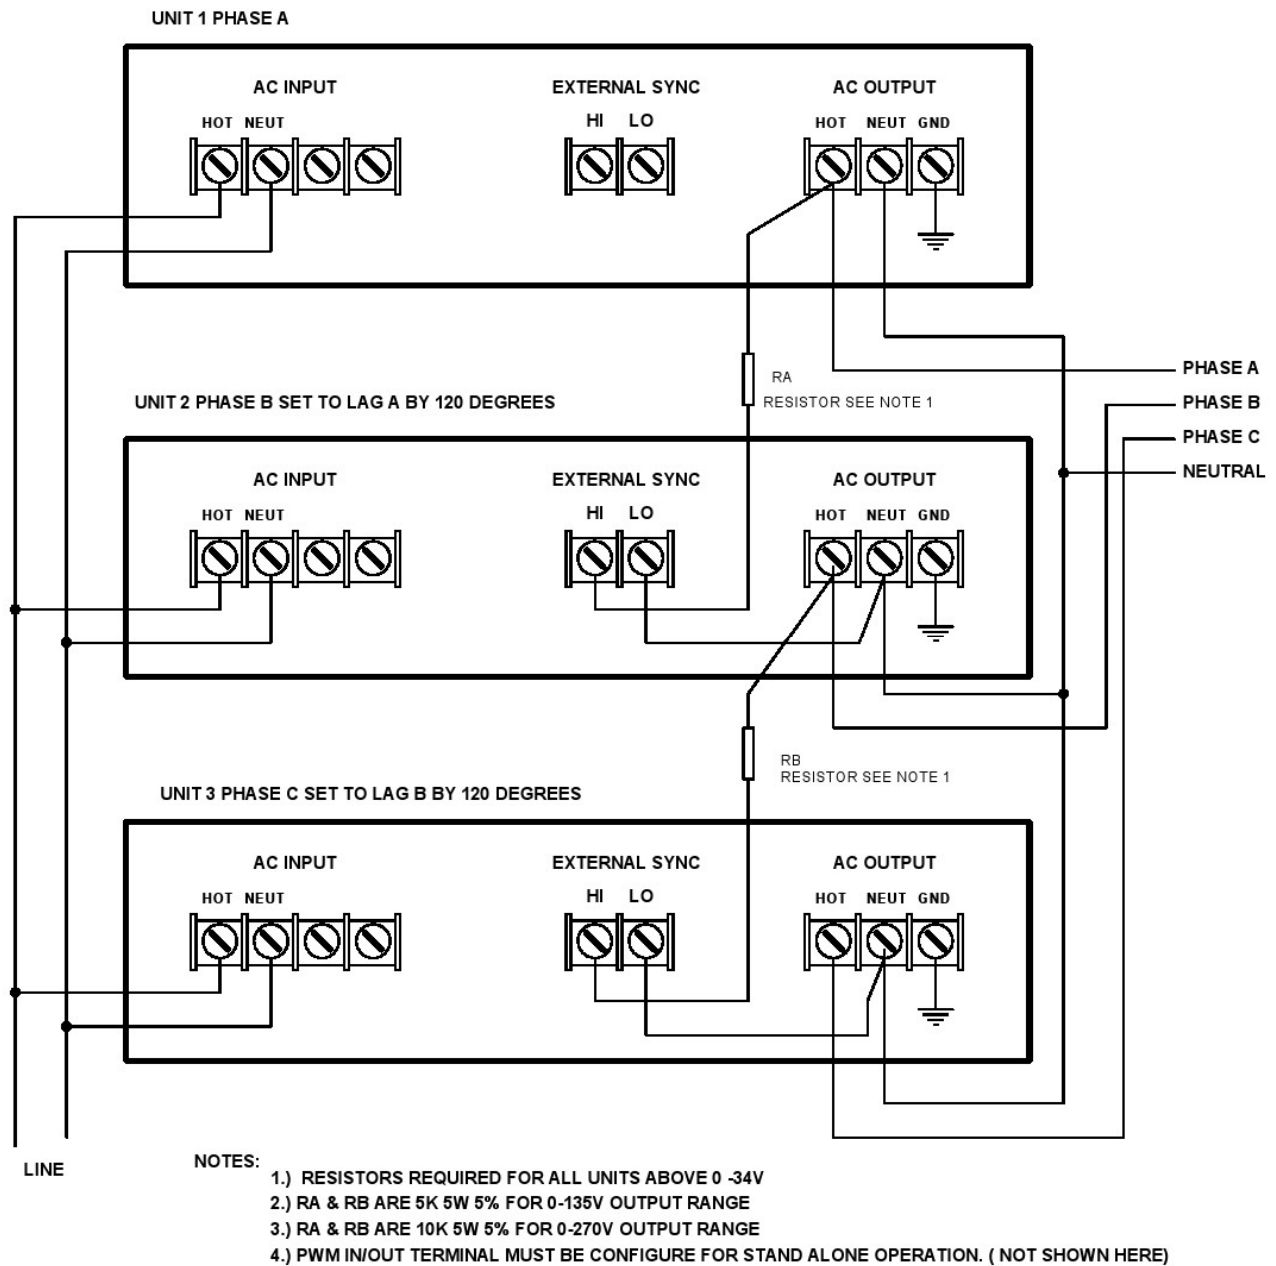 UNIT 1 PHASE A
AC INPUT
EXTERNAL SYNC
AC OUTPUT
HOT NEUT
HI LO
HOT NEUT GND
RA
RESISTOR SEE NOTE 1
PHASE A
PHASE B
PHASE C
NEUTRAL
UNIT 2 PHASE B SET TO LAG A BY 120 DEGREES
AC INPUT
EXTERNAL SYNC
AC OUTPUT
HOT NEUT
HI LO
HOT NEUT GND
RB
RESISTOR SEE NOTE 1
UNIT 3 PHASE C SET TO LAG B BY 120 DEGREES
AC INPUT
EXTERNAL SYNC
AC OUTPUT
HOT NEUT
HI LO
HOT NEUT GND
LINE
NOTES:
1.) RESISTORS REQUIRED FOR ALL UNITS ABOVE 0 -34V
2.) RA & RB ARE 5K 5W 5% FOR 0-135V OUTPUT RANGE
3.) RA & RB ARE 10K 5W 5% FOR 0-270V OUTPUT RANGE
4.) PWM IN/OUT TERMINAL MUST BE CONFIGURE FOR STAND ALONE OPERATION. ( NOT SHOWN HERE)